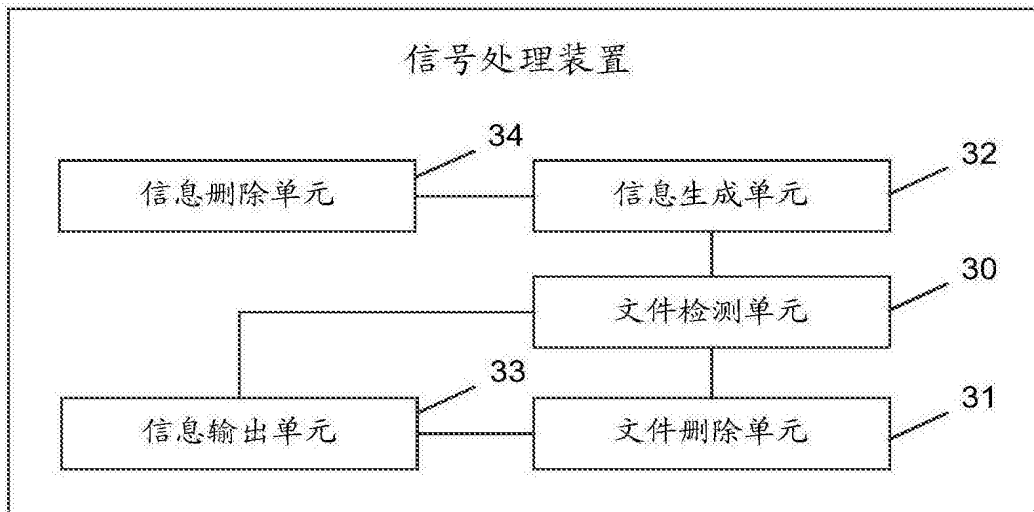 信号处理装置
34
32
信息删除单元
信息生成单元
30
文件检测单元
33
31
信息输出单元
文件删除单元